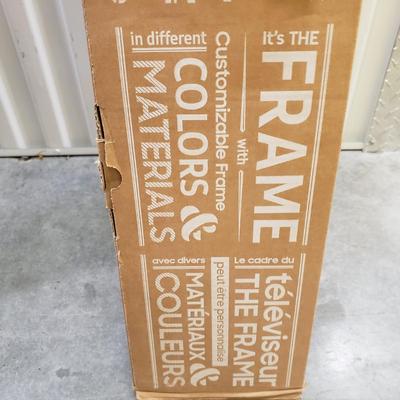 It's THE
FRAME
with
Customizable Frame
in different
COLORS &
MATERIALS
Le cadre du
téléviseur
THE FRAME
peut être personnalisé
avec divers
MATÉRIAUX &
COULEURS